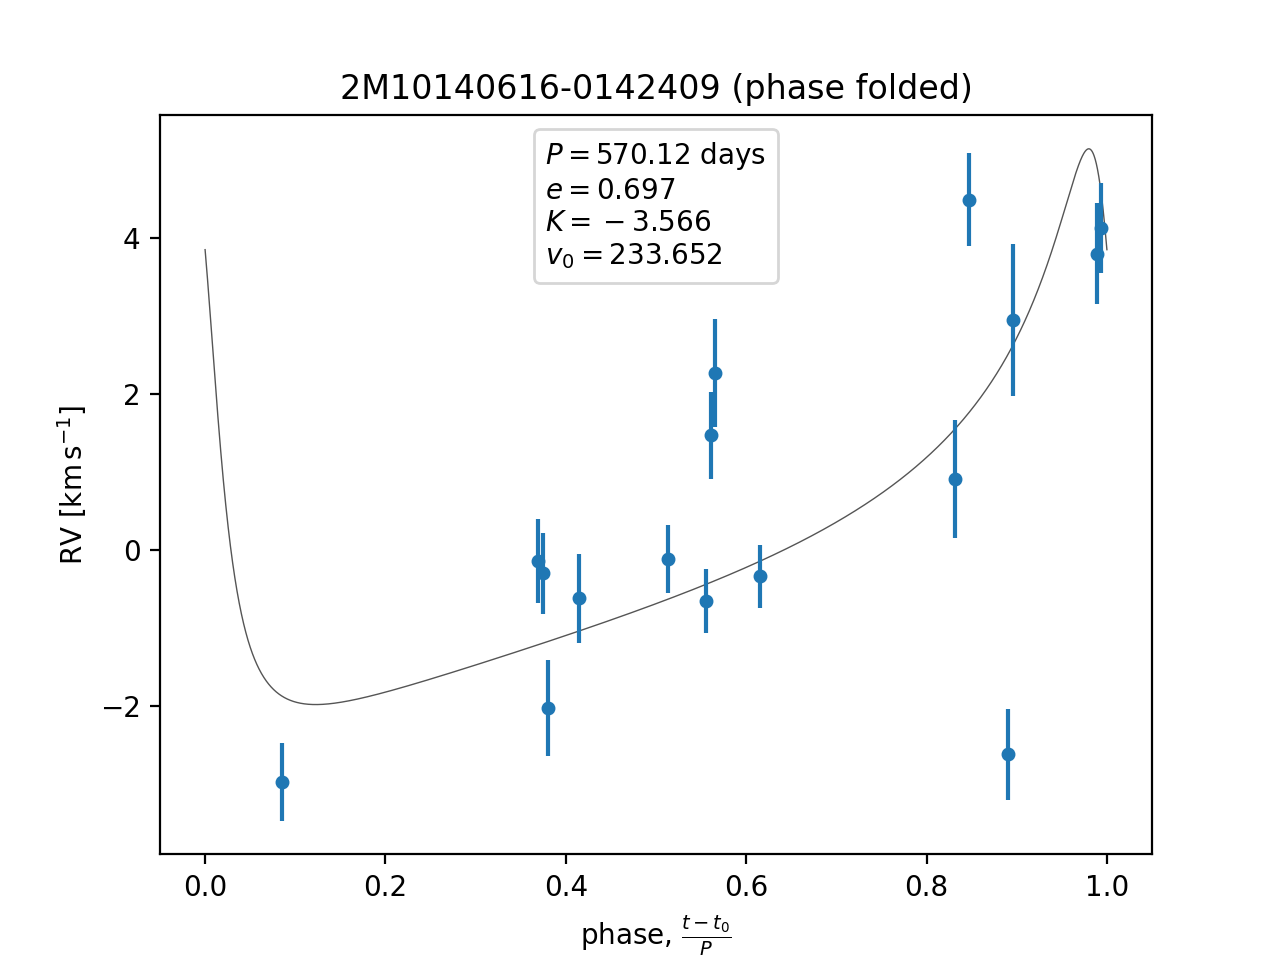 2M10140616-0142409 (phase folded)
P = 570.12 days
e = 0.697
K = −3.566
v₀ = 233.652
4
2
0
−2
RV [km s⁻¹]
0.0 0.2 0.4 0.6 0.8 1.0
phase, (t − t₀)/P